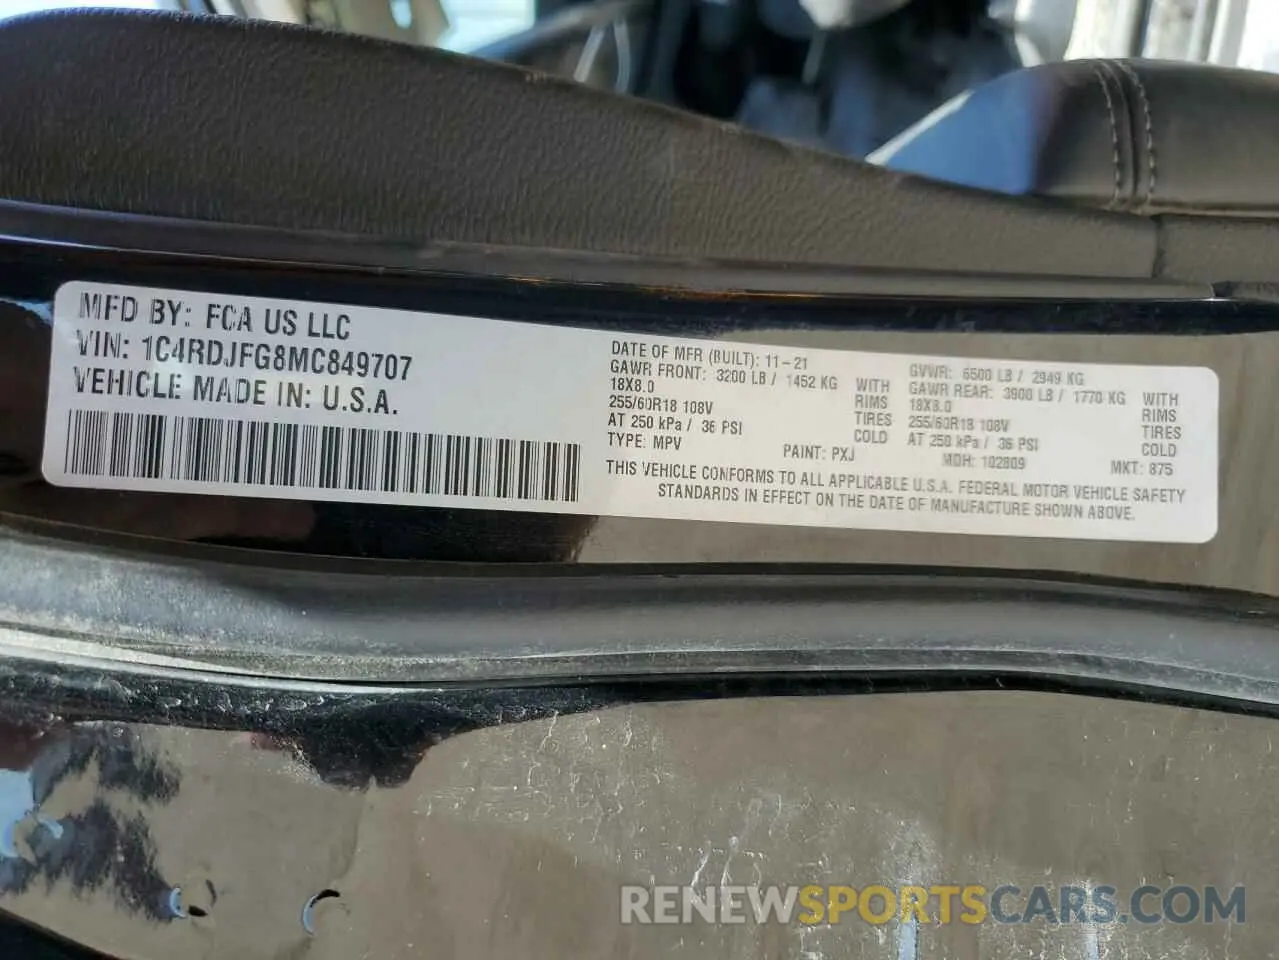 MFD BY: FCA US LLC
VIN: 1C4RDJFG8MC849707
VEHICLE MADE IN: U.S.A.
DATE OF MFR (BUILT): 11-21
GAWR FRONT: 3200 LB / 1452 KG WITH
18X8.0 RIMS
255/60R18 108V TIRES
AT 250 kPa / 36 PSI COLD
TYPE: MPV PAINT: PXJ
GVWR: 6500 LB / 2949 KG
GAWR REAR: 3900 LB / 1770 KG WITH
18X8.0 RIMS
255/60R18 108V TIRES
AT 250 kPa / 36 PSI COLD
MDH: 102809 MKT: 875
THIS VEHICLE CONFORMS TO ALL APPLICABLE U.S.A. FEDERAL MOTOR VEHICLE SAFETY
STANDARDS IN EFFECT ON THE DATE OF MANUFACTURE SHOWN ABOVE.
RENEWSPORTSCARS.COM